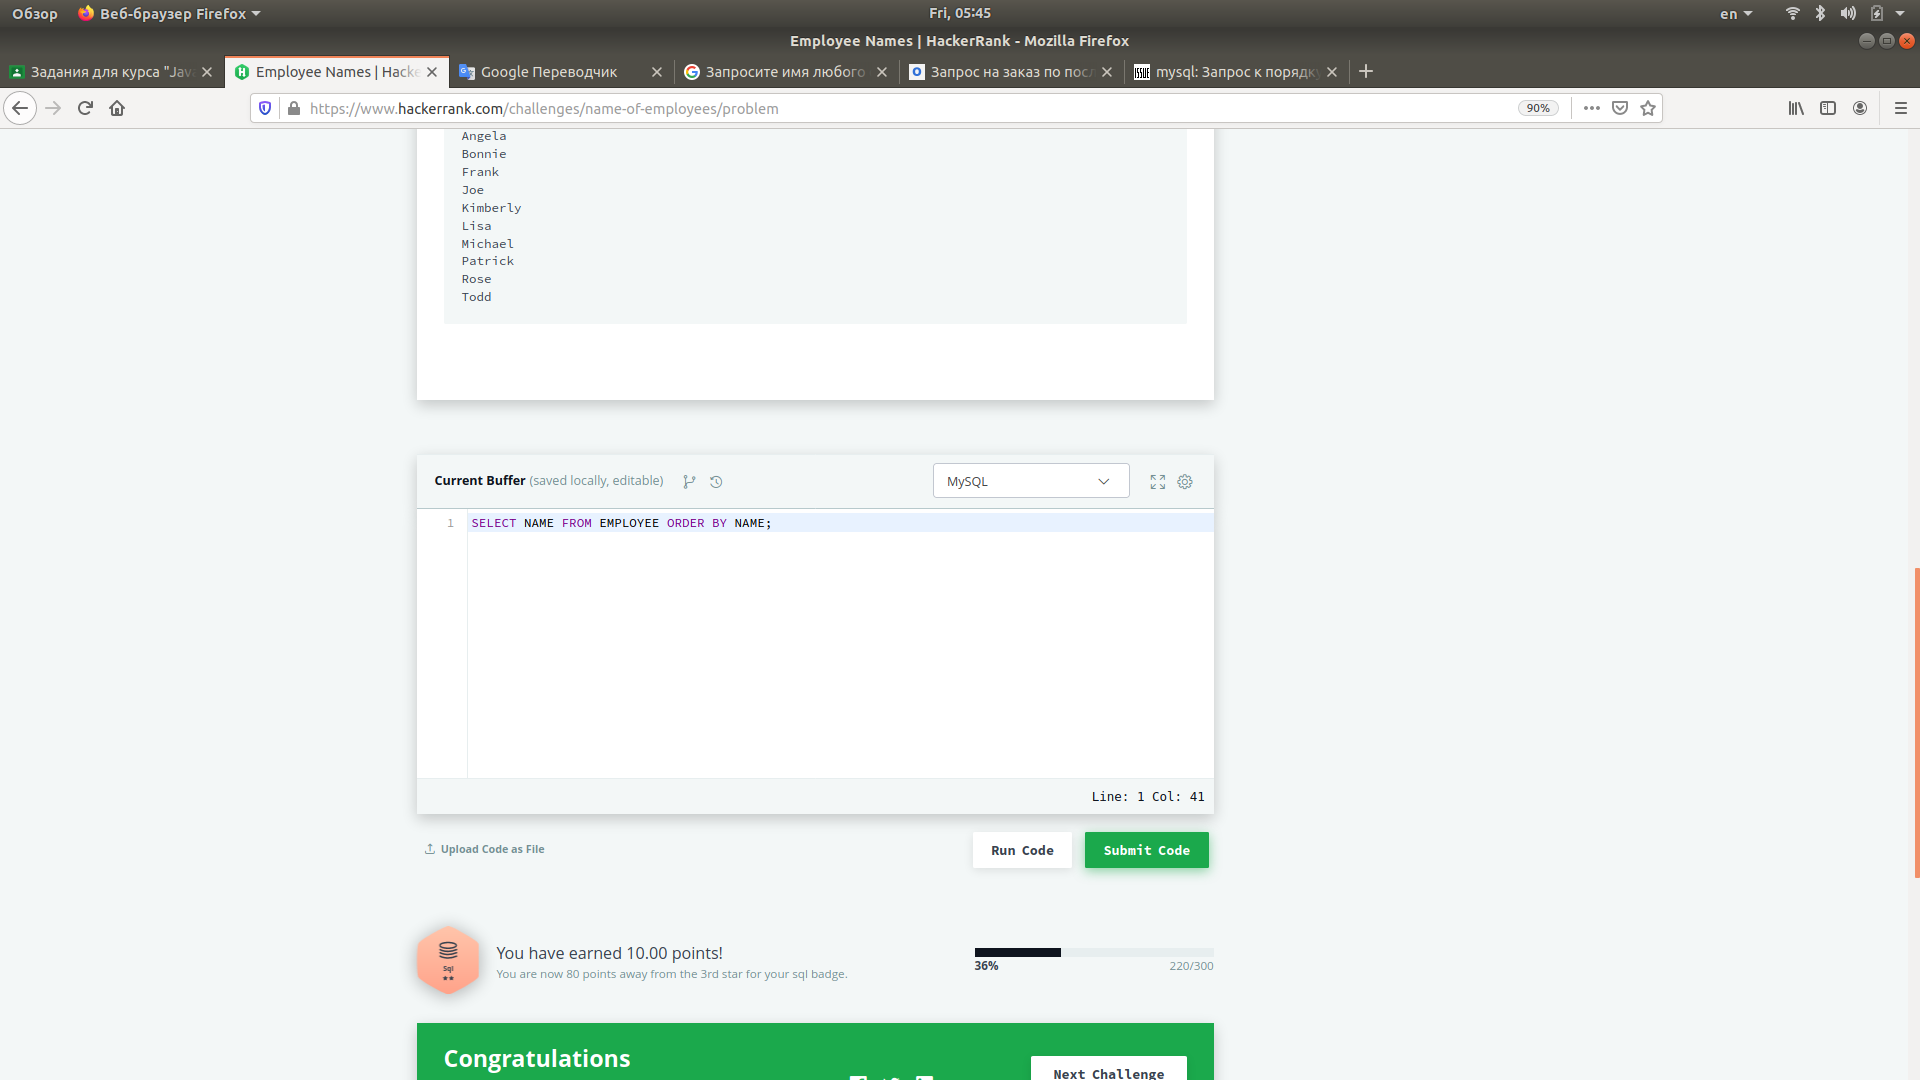 Обзор
Веб-браузер Firefox
Fri, 05:45
en
Employee Names | HackerRank - Mozilla Firefox
Задания для курса "Jav
Employee Names | Hacke
Google Переводчик
Запросите имя любого
Запрос на заказ по посл
ISSUE
mysql: Запрос к порядку
https://www.hackerrank.com/challenges/name-of-employees/problem
90%
Angela
Bonnie
Frank
Joe
Kimberly
Lisa
Michael
Patrick
Rose
Todd
Current Buffer (saved locally, editable)
MySQL
1
SELECT NAME FROM EMPLOYEE ORDER BY NAME;
Line: 1 Col: 41
Upload Code as File
Run Code
Submit Code
Sql
You have earned 10.00 points!
You are now 80 points away from the 3rd star for your sql badge.
36%
220/300
Congratulations
Next Challenge